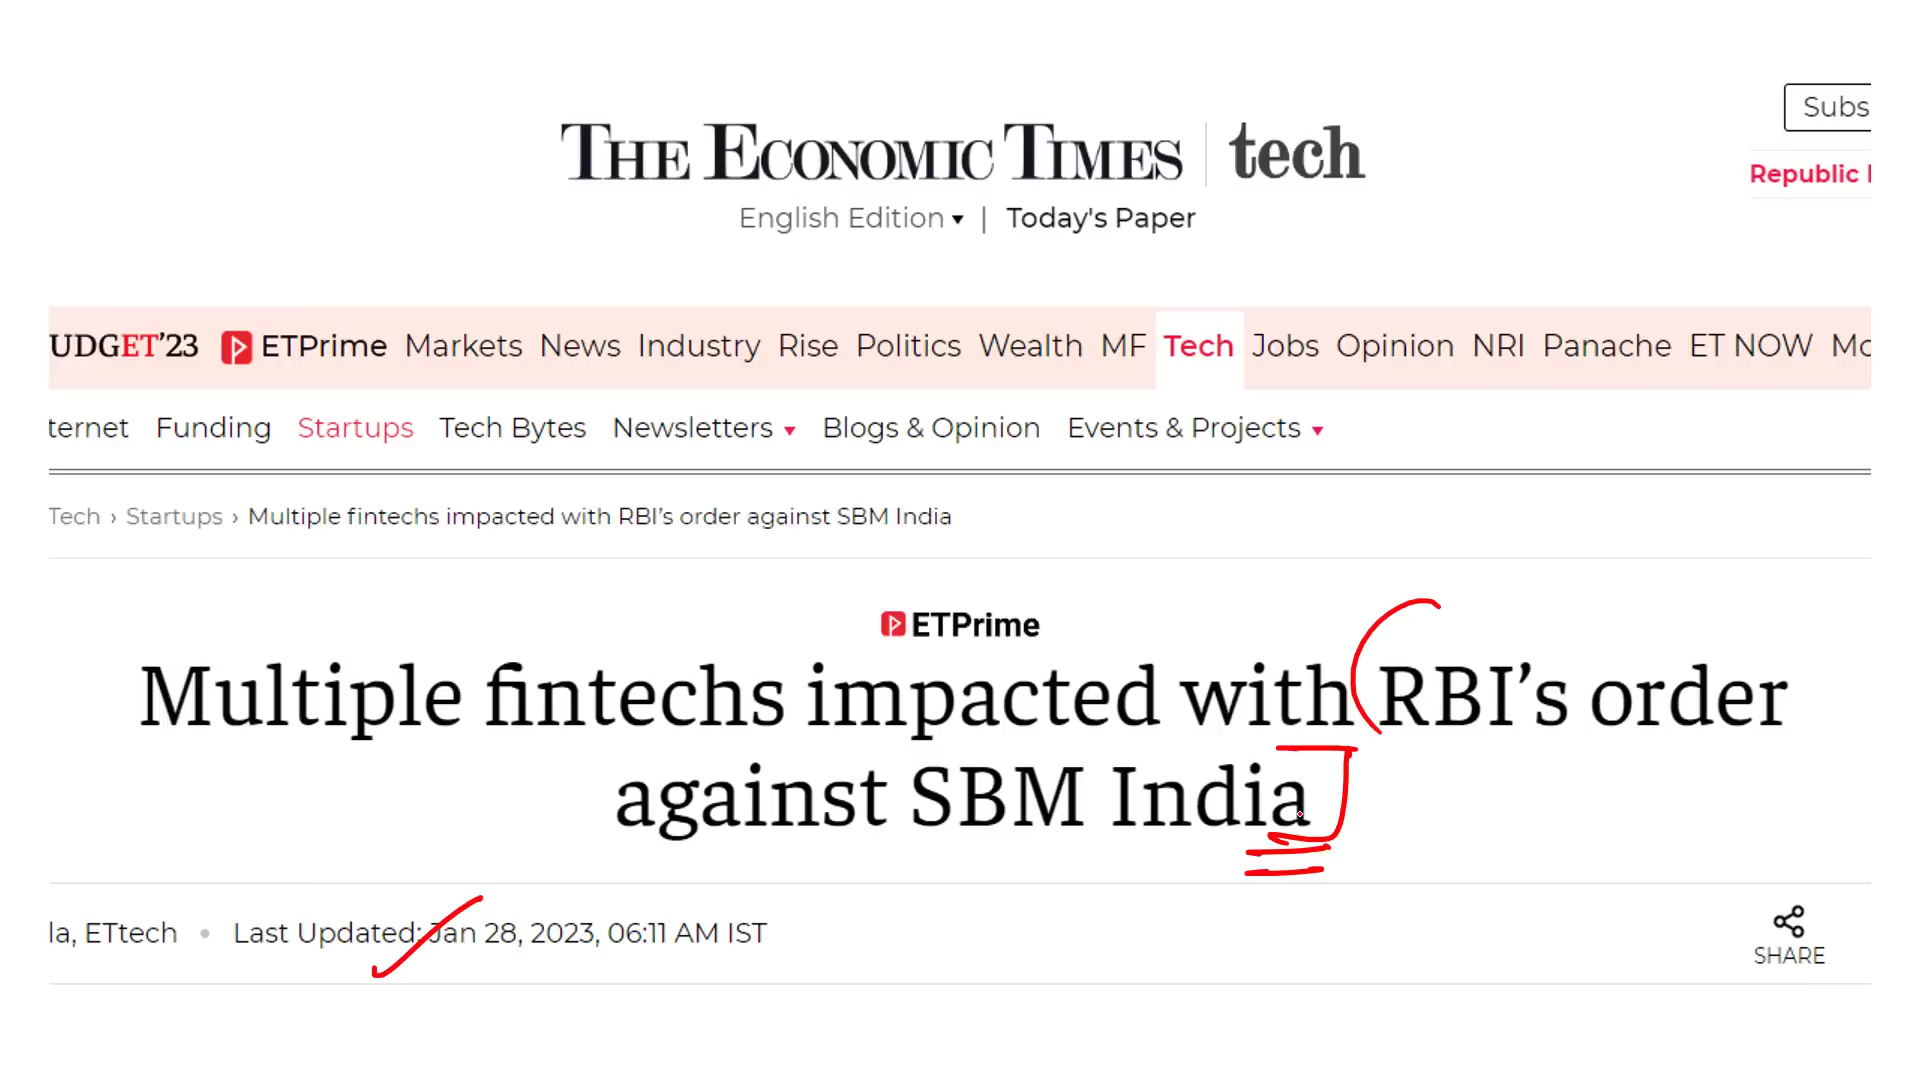 Subs
THE ECONOMIC TIMES | tech
Republic
English Edition | Today's Paper
UDGET'23 ETPrime Markets News Industry Rise Politics Wealth MF Tech Jobs Opinion NRI Panache ET NOW Mo
ternet Funding Startups Tech Bytes Newsletters Blogs & Opinion Events & Projects
Tech › Startups › Multiple fintechs impacted with RBI's order against SBM India
ETPrime
Multiple fintechs impacted with RBI's order
against SBM India
la, ETtech • Last Updated: Jan 28, 2023, 06:11 AM IST
SHARE